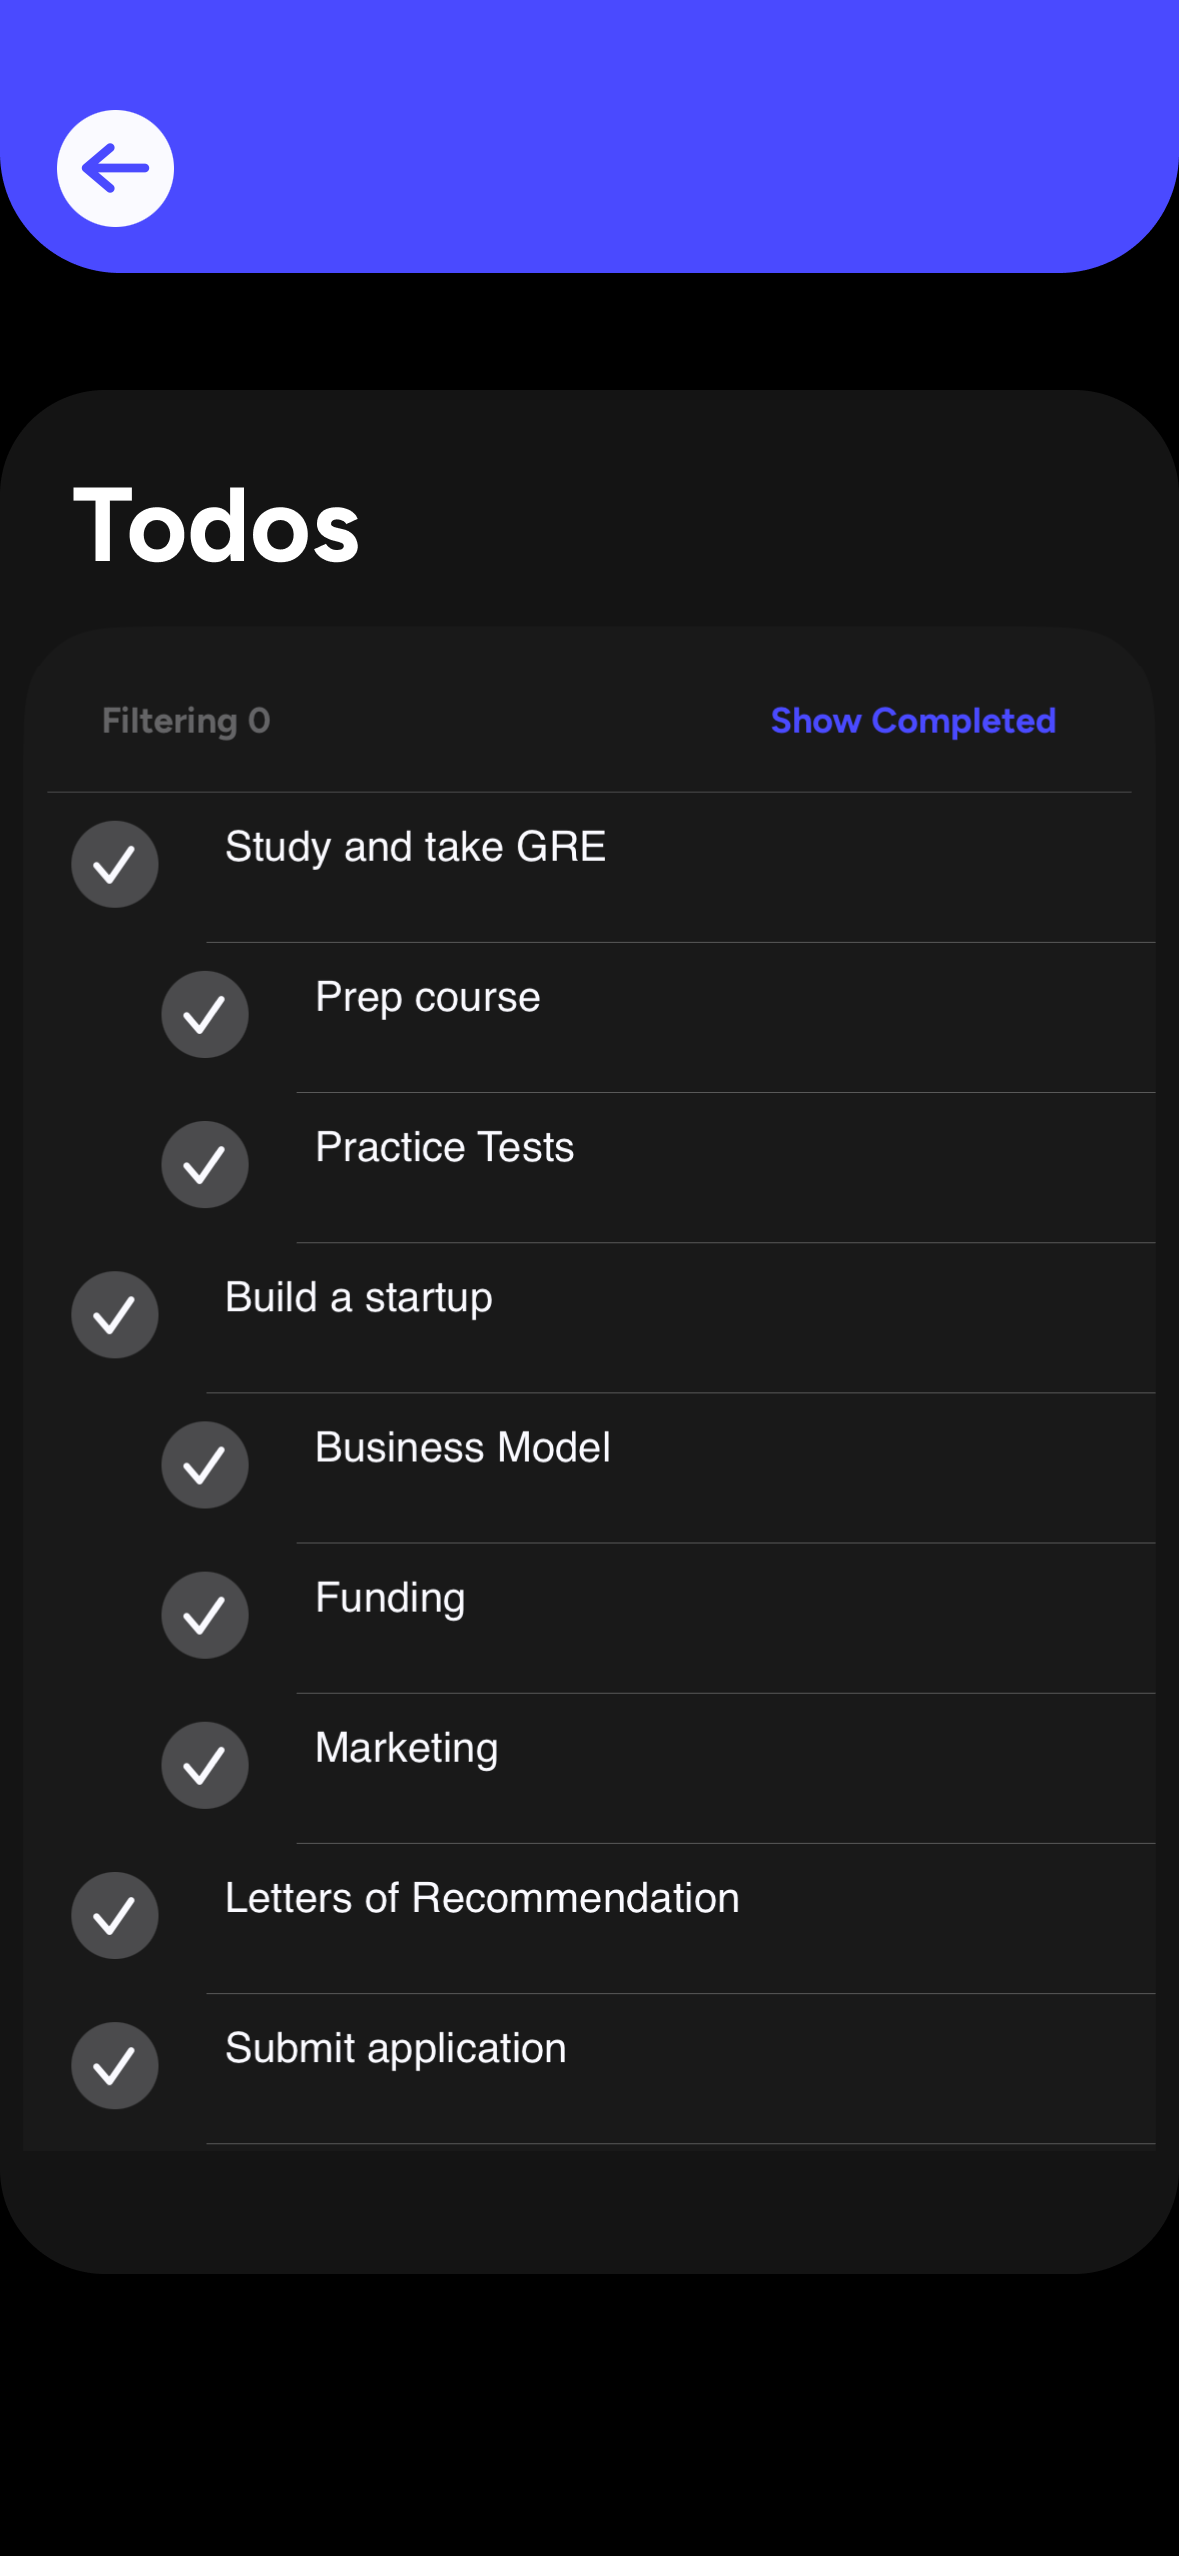 Todos
Filtering 0
Show Completed
Study and take GRE
Prep course
Practice Tests
Build a startup
Business Model
Funding
Marketing
Letters of Recommendation
Submit application